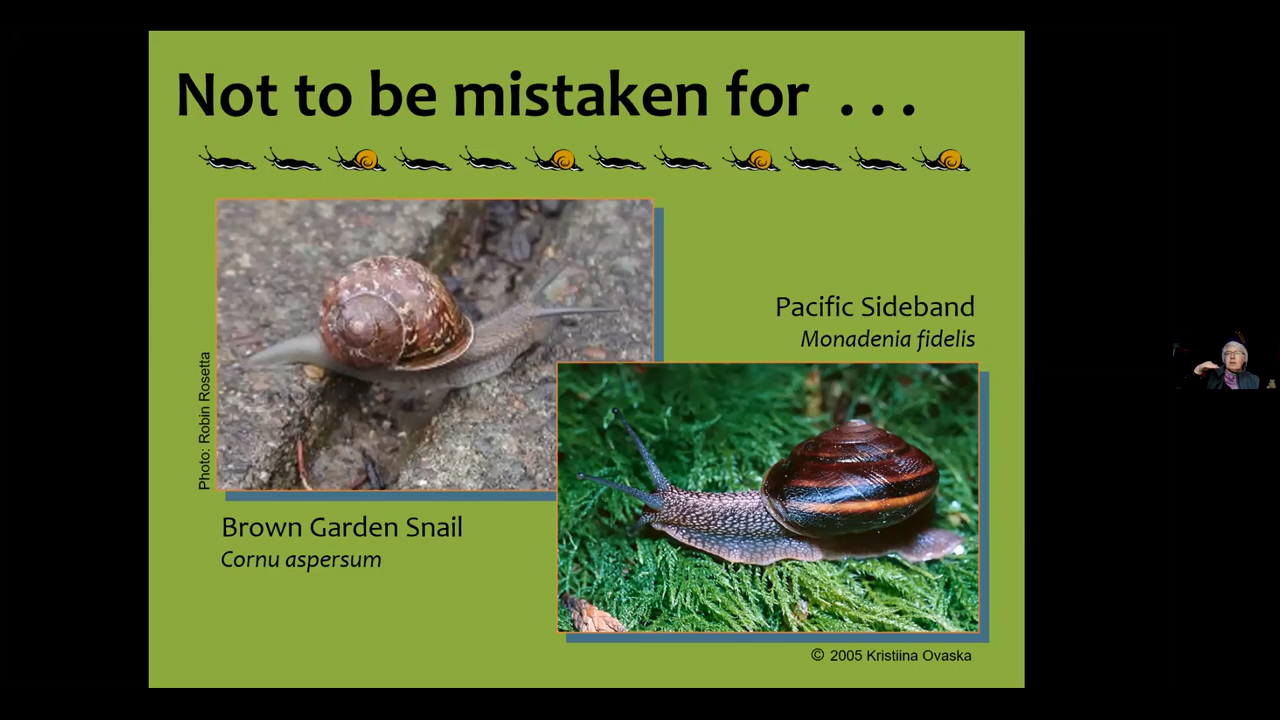 Not to be mistaken for . . .
Photo: Robin Rosetta
Pacific Sideband
Monadenia fidelis
Brown Garden Snail
Cornu aspersum
© 2005 Kristiina Ovaska